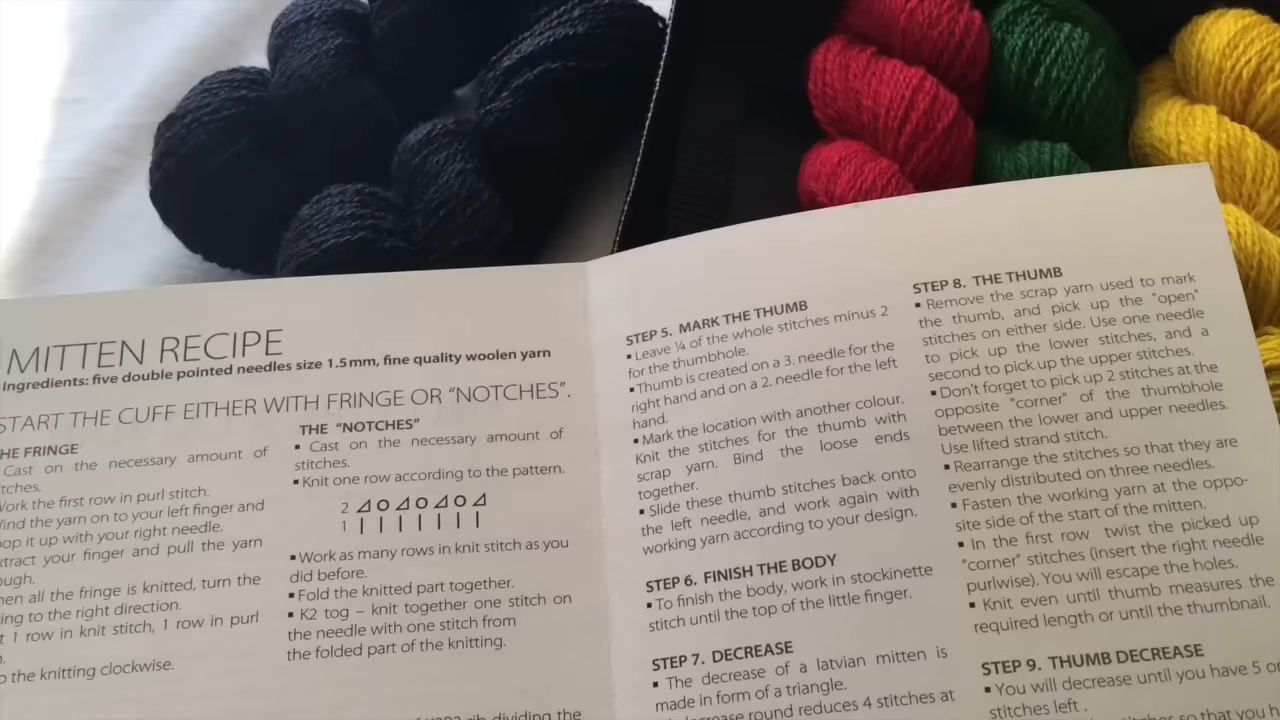 MITTEN RECIPE
Ingredients: five double pointed needles size 1.5mm, fine quality woolen yarn
START THE CUFF EITHER WITH FRINGE OR "NOTCHES".
HE FRINGE
Cast on the necessary amount of
tches.
Work the first row in purl stitch.
ind the yarn on to your left finger and
op it up with your right needle.
xtract your finger and pull the yarn
ough.
hen all the fringe is knitted, turn the
ing to the right direction.
t 1 row in knit stitch, 1 row in purl
the knitting clockwise.
THE "NOTCHES"
▪ Cast on the necessary amount of
stitches.
▪ Knit one row according to the pattern.
2
1
▪ Work as many rows in knit stitch as you
did before.
▪ Fold the knitted part together.
▪ K2 tog – knit together one stitch on
the needle with one stitch from
the folded part of the knitting.
rib dividing the
STEP 5. MARK THE THUMB
▪ Leave ¼ of the whole stitches minus 2
for the thumbhole.
▪ Thumb is created on a 3. needle for the
right hand and on a 2. needle for the left
hand.
▪ Mark the location with another colour.
Knit the stitches for the thumb with
scrap yarn. Bind the loose ends
together.
▪ Slide these thumb stitches back onto
the left needle, and work again with
working yarn according to your design.
STEP 6. FINISH THE BODY
▪ To finish the body, work in stockinette
stitch until the top of the little finger.
STEP 7. DECREASE
▪ The decrease of a latvian mitten is
made in form of a triangle.
decrease round reduces 4 stitches at
STEP 8. THE THUMB
▪ Remove the scrap yarn used to mark
the thumb, and pick up the "open"
stitches on either side. Use one needle
to pick up the lower stitches, and a
second to pick up the upper stitches.
▪ Don't forget to pick up 2 stitches at the
opposite "corner" of the thumbhole
between the lower and upper needles.
Use lifted strand stitch.
▪ Rearrange the stitches so that they are
evenly distributed on three needles.
▪ Fasten the working yarn at the oppo-
site side of the start of the mitten.
▪ In the first row twist the picked up
"corner" stitches (insert the right needle
purlwise). You will escape the holes.
▪ Knit even until thumb measures the
required length or until the thumbnail.
STEP 9. THUMB DECREASE
▪ You will decrease until you have 5 or
stitches left .
so that you h